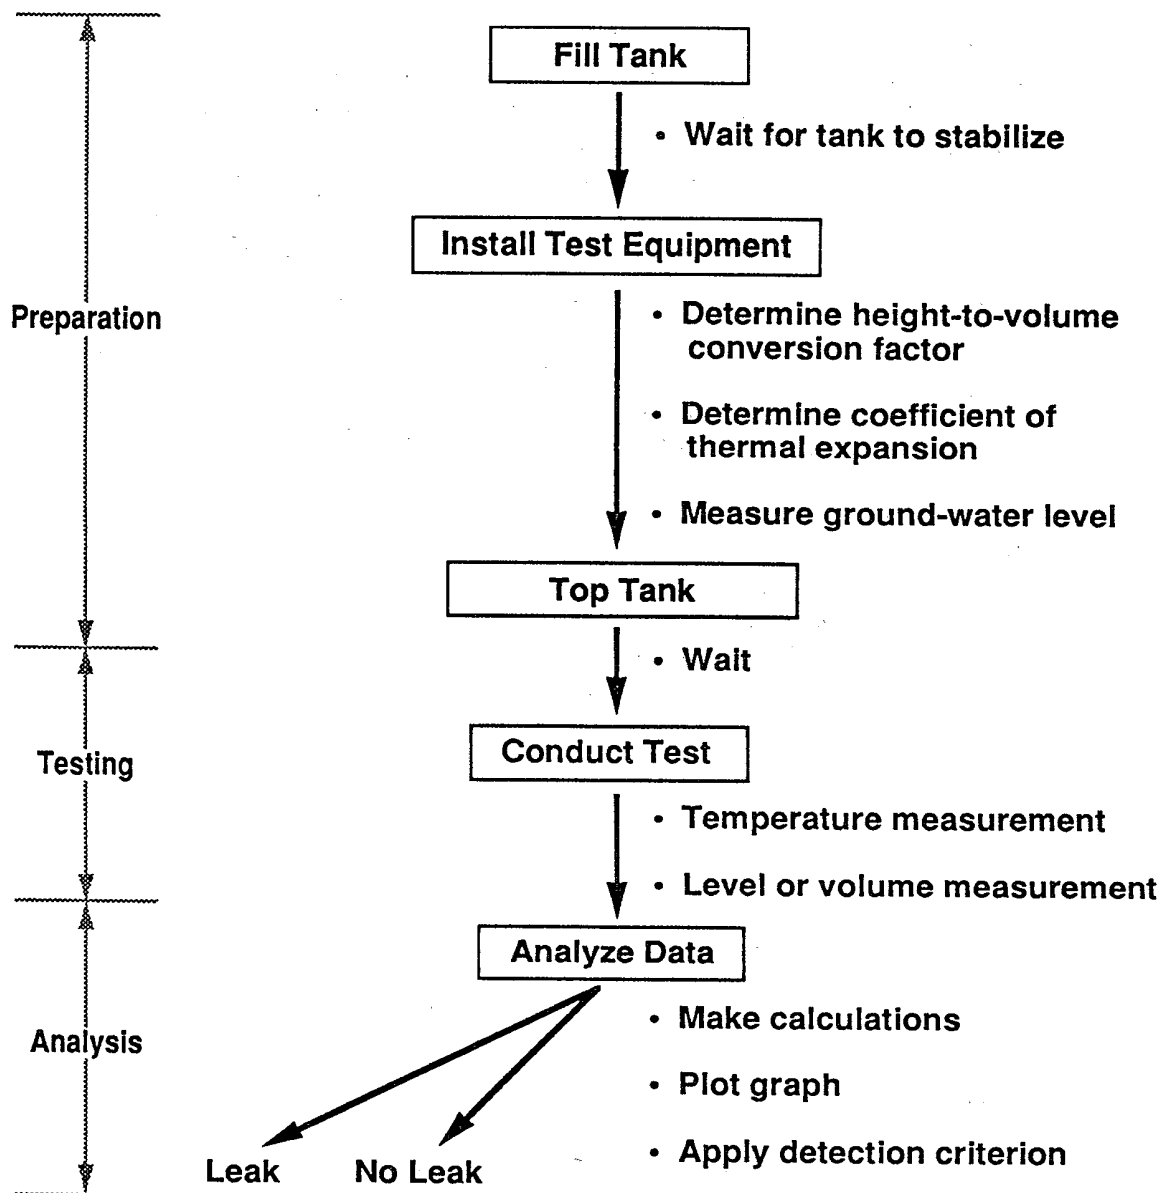 Fill Tank
• Wait for tank to stabilize
Install Test Equipment
Preparation
• Determine height-to-volume
conversion factor
• Determine coefficient of
thermal expansion
• Measure ground-water level
Top Tank
• Wait
Conduct Test
Testing
• Temperature measurement
• Level or volume measurement
Analyze Data
• Make calculations
Analysis
• Plot graph
• Apply detection criterion
Leak
No Leak